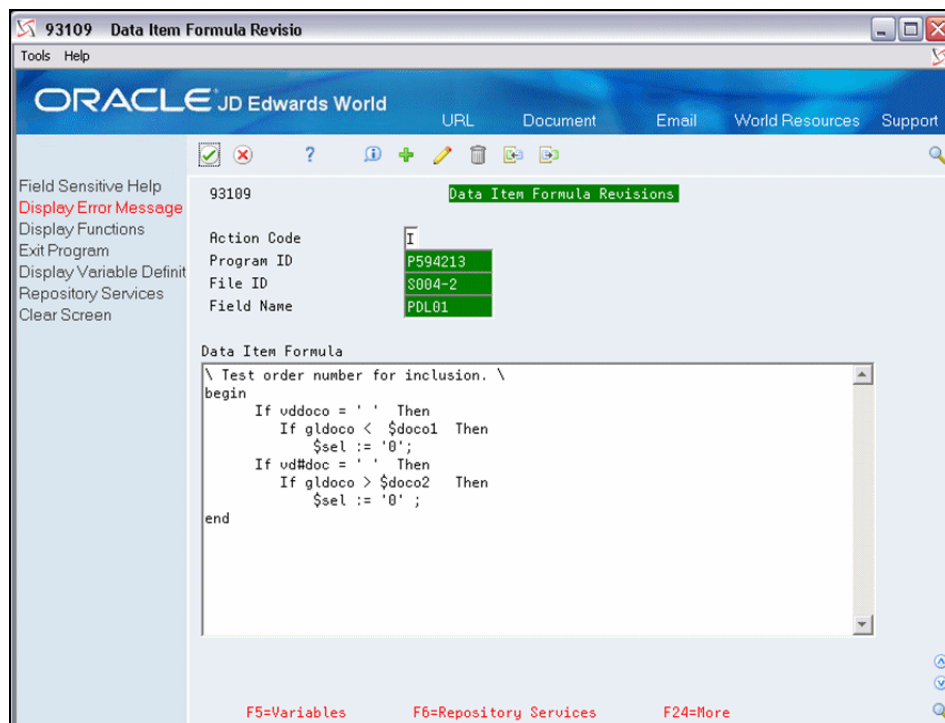 93109 Data Item Formula Revisio
Tools Help
ORACLE JD Edwards World
URL Document Email World Resources Support
Field Sensitive Help
Display Error Message
Display Functions
Exit Program
Display Variable Definit
Repository Services
Clear Screen
93109 Data Item Formula Revisions
Action Code I
Program ID P594213
File ID S004-2
Field Name PDL01
Data Item Formula
\ Test order number for inclusion. \
begin
If vddoco = ' ' Then
If gldoco < $doco1 Then
$sel := '0';
If vd#doc = ' ' Then
If gldoco > $doco2 Then
$sel := '0' ;
end
F5=Variables F6=Repository Services F24=More